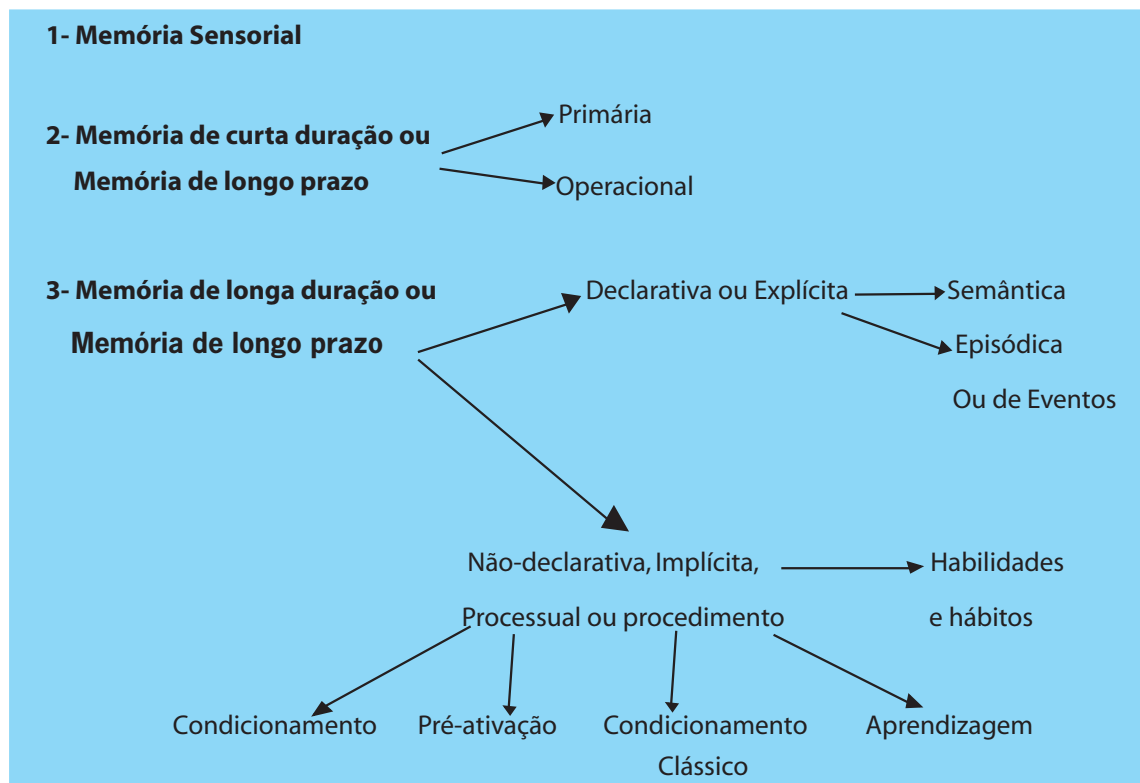 1- Memória Sensorial
Primária
2- Memória de curta duração ou
Memória de longo prazo
Operacional
3- Memória de longa duração ou
Declarativa ou Explícita
Semântica
Memória de longo prazo
Episódica
Ou de Eventos
Não-declarativa, Implícita,
Habilidades
Processual ou procedimento
e hábitos
Condicionamento
Pré-ativação
Condicionamento
Clássico
Aprendizagem